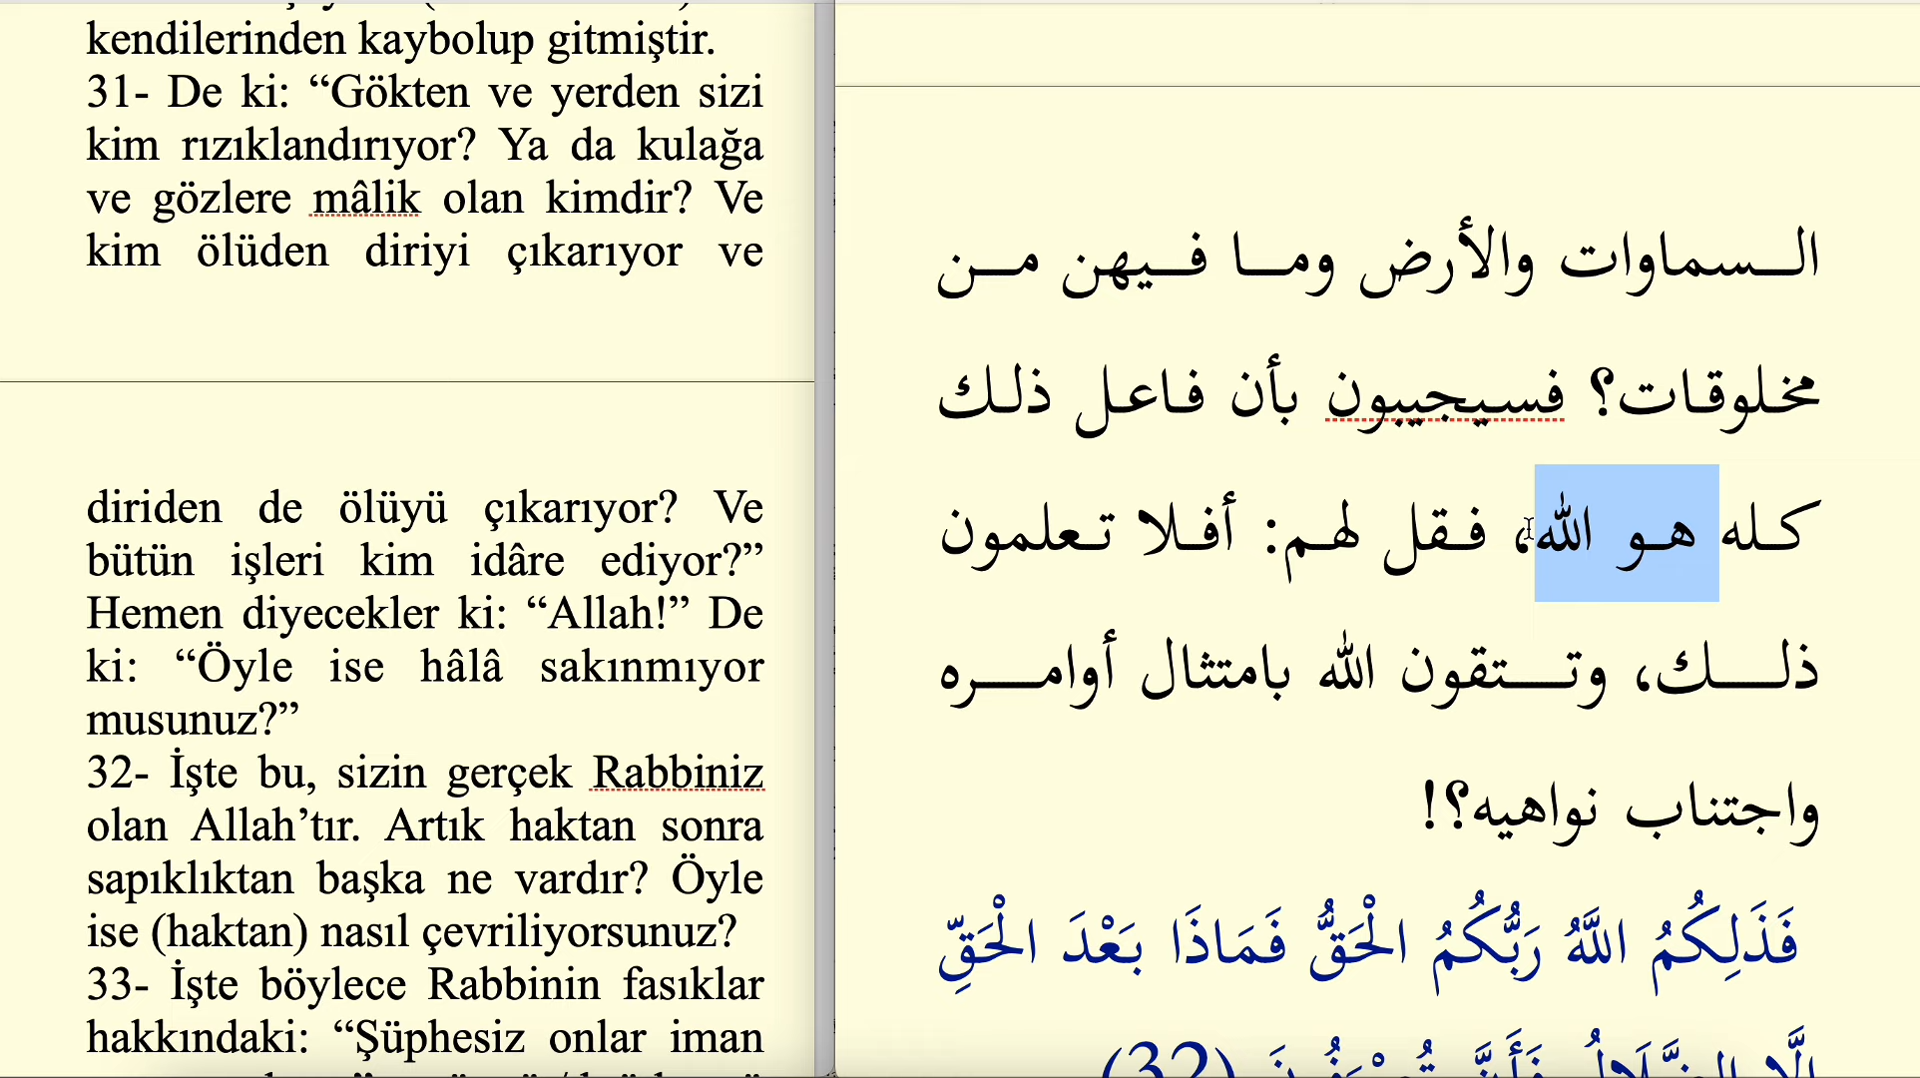 kendilerinden kaybolup gitmiştir.
31- De ki: “Gökten ve yerden sizi
kim rızıklandırıyor? Ya da kulağa
ve gözlere mâlik olan kimdir? Ve
kim ölüden diriyi çıkarıyor ve
diriden de ölüyü çıkarıyor? Ve
bütün işleri kim idâre ediyor?”
Hemen diyecekler ki: “Allah!” De
ki: “Öyle ise hâlâ sakınmıyor
musunuz?”
32- İşte bu, sizin gerçek Rabbiniz
olan Allah’tır. Artık haktan sonra
sapıklıktan başka ne vardır? Öyle
ise (haktan) nasıl çevriliyorsunuz?
33- İşte böylece Rabbinin fasıklar
hakkındaki: “Şüphesiz onlar iman
السماوات والأرض وما فيهن من
مخلوقات؟ فسيجيبون بأن فاعل ذلك
كله هو الله، فقل لهم: أفلا تعلمون
ذلك، وتتقون الله بامتثال أوامره
واجتناب نواهيه؟!
فَذَلِكُمُ اللَّهُ رَبُّكُمُ الْحَقُّ فَمَاذَا بَعْدَ الْحَقِّ
إِلَّا الضَّلَالُ فَأَنَّى تُصْرَفُونَ (32)